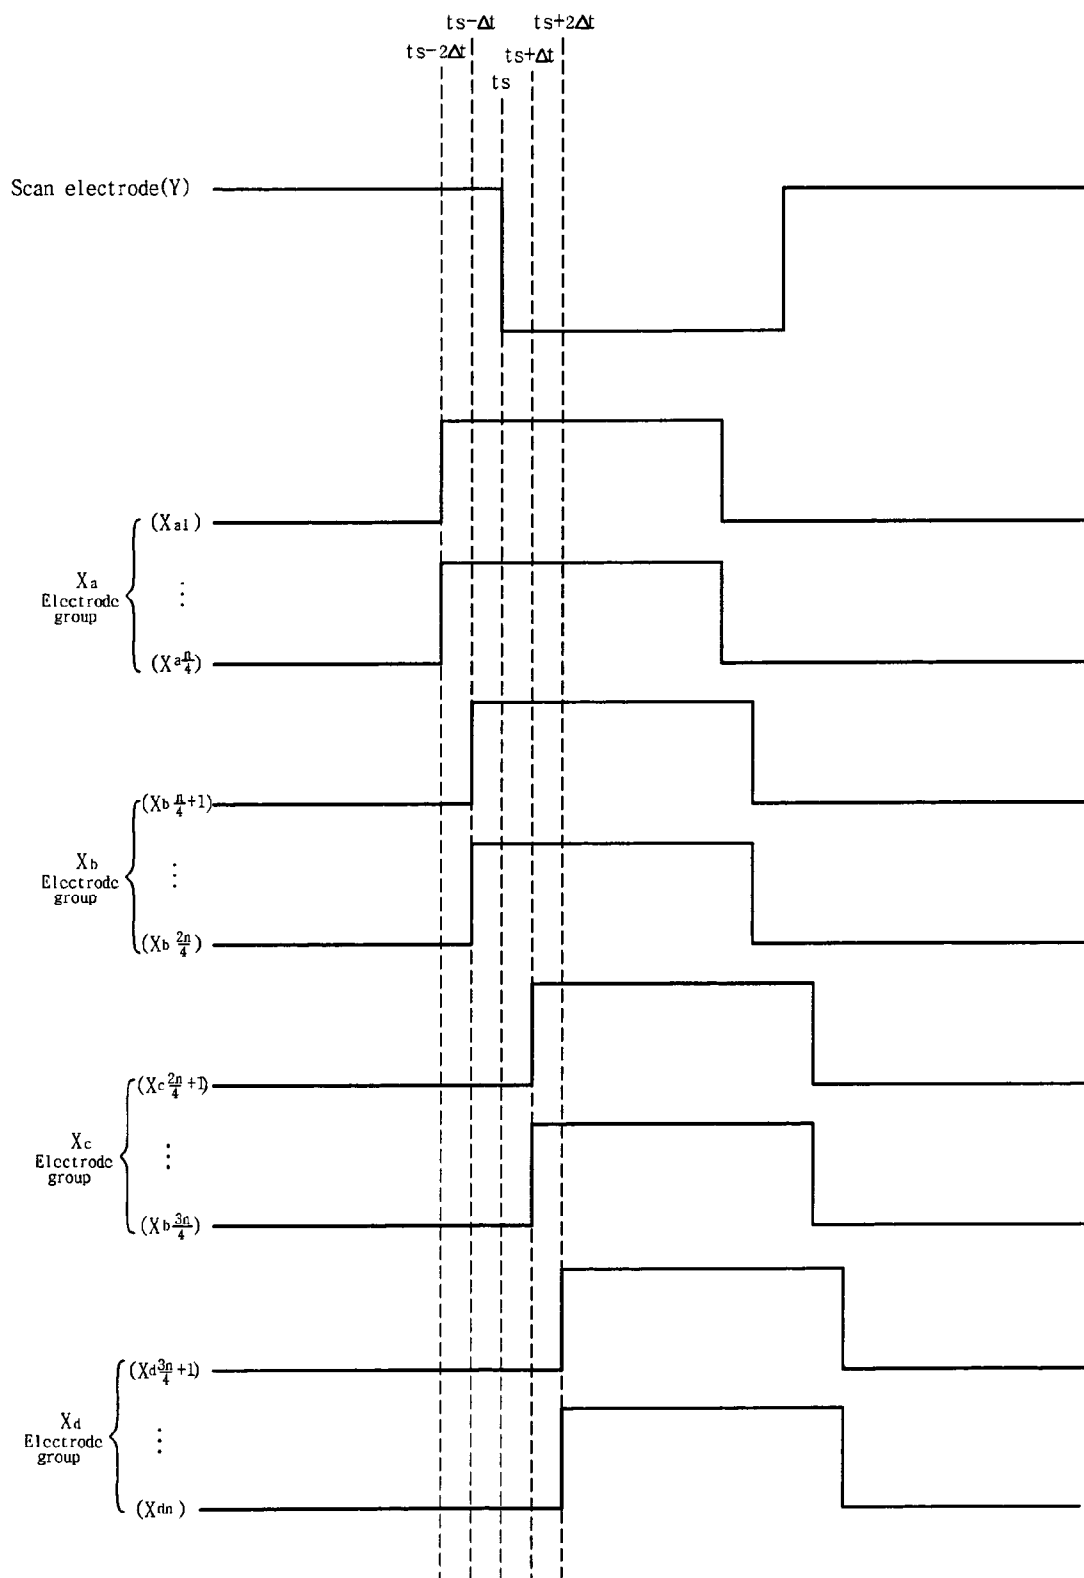 ts-Δt
ts+2Δt
ts-2Δt
ts+Δt
ts
Scan electrode(Y)
(Xa1)
Xa
Electrode
group
⋮
(Xa n/4)
(Xb n/4+1)
Xb
Electrode
group
⋮
(Xb 2n/4)
(Xc 2n/4+1)
Xc
Electrode
group
⋮
(Xb 3n/4)
(Xd 3n/4+1)
Xd
Electrode
group
⋮
(Xdn)